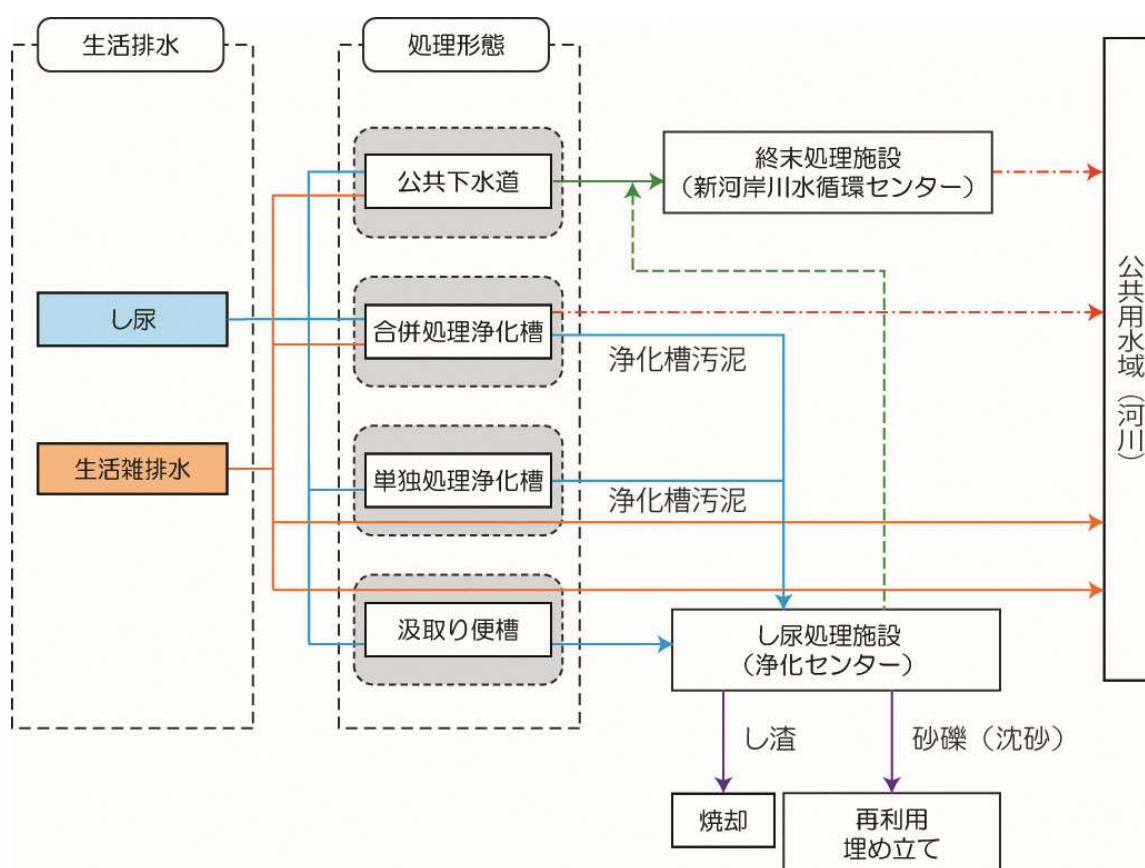 生活排水
処理形態
公共下水道
終末処理施設
（新河岸川水循環センター）
し尿
合併処理浄化槽
浄化槽汚泥
公共用水域（河川）
生活雑排水
単独処理浄化槽
浄化槽汚泥
汲取り便槽
し尿処理施設
（浄化センター）
し渣
砂礫（沈砂）
焼却
再利用
埋め立て